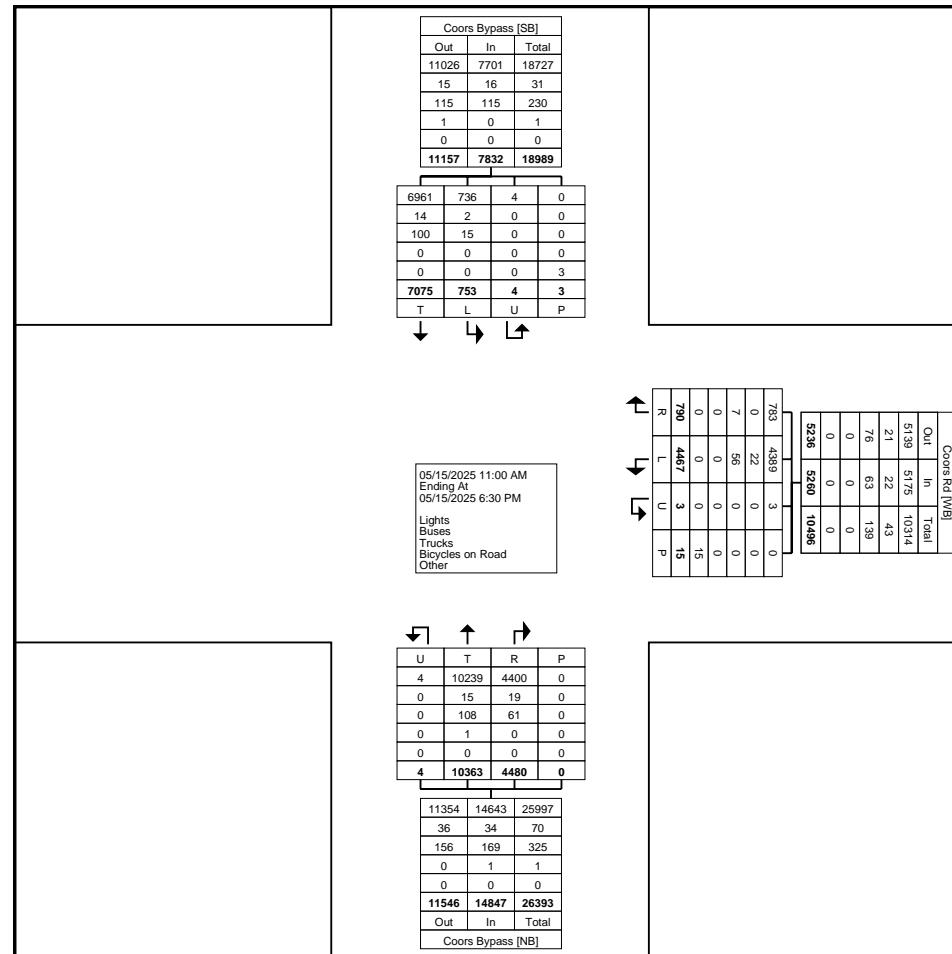 Coors Bypass [SB]
Out In Total
11026 7701 18727
15 16 31
115 115 230
1 0 1
0 0 0
11157 7832 18989
6961 736 4 0
14 2 0 0
100 15 0 0
0 0 0 0
0 0 0 3
7075 753 4 3
T L U P
Coors Rd [WB]
Out In Total
5139 5175 10314
21 22 43
76 63 139
0 0 0
0 0 0
5236 5260 10496
783 4389 3 0
0 22 0 0
7 56 0 0
0 0 0 0
0 0 0 15
790 4467 3 15
R L U P
05/15/2025 11:00 AM
Ending At
05/15/2025 6:30 PM
Lights
Buses
Trucks
Bicycles on Road
Other
U T R P
4 10239 4400 0
0 15 19 0
0 108 61 0
0 1 0 0
0 0 0 0
4 10363 4480 0
11354 14643 25997
36 34 70
156 169 325
0 1 1
0 0 0
11546 14847 26393
Out In Total
Coors Bypass [NB]